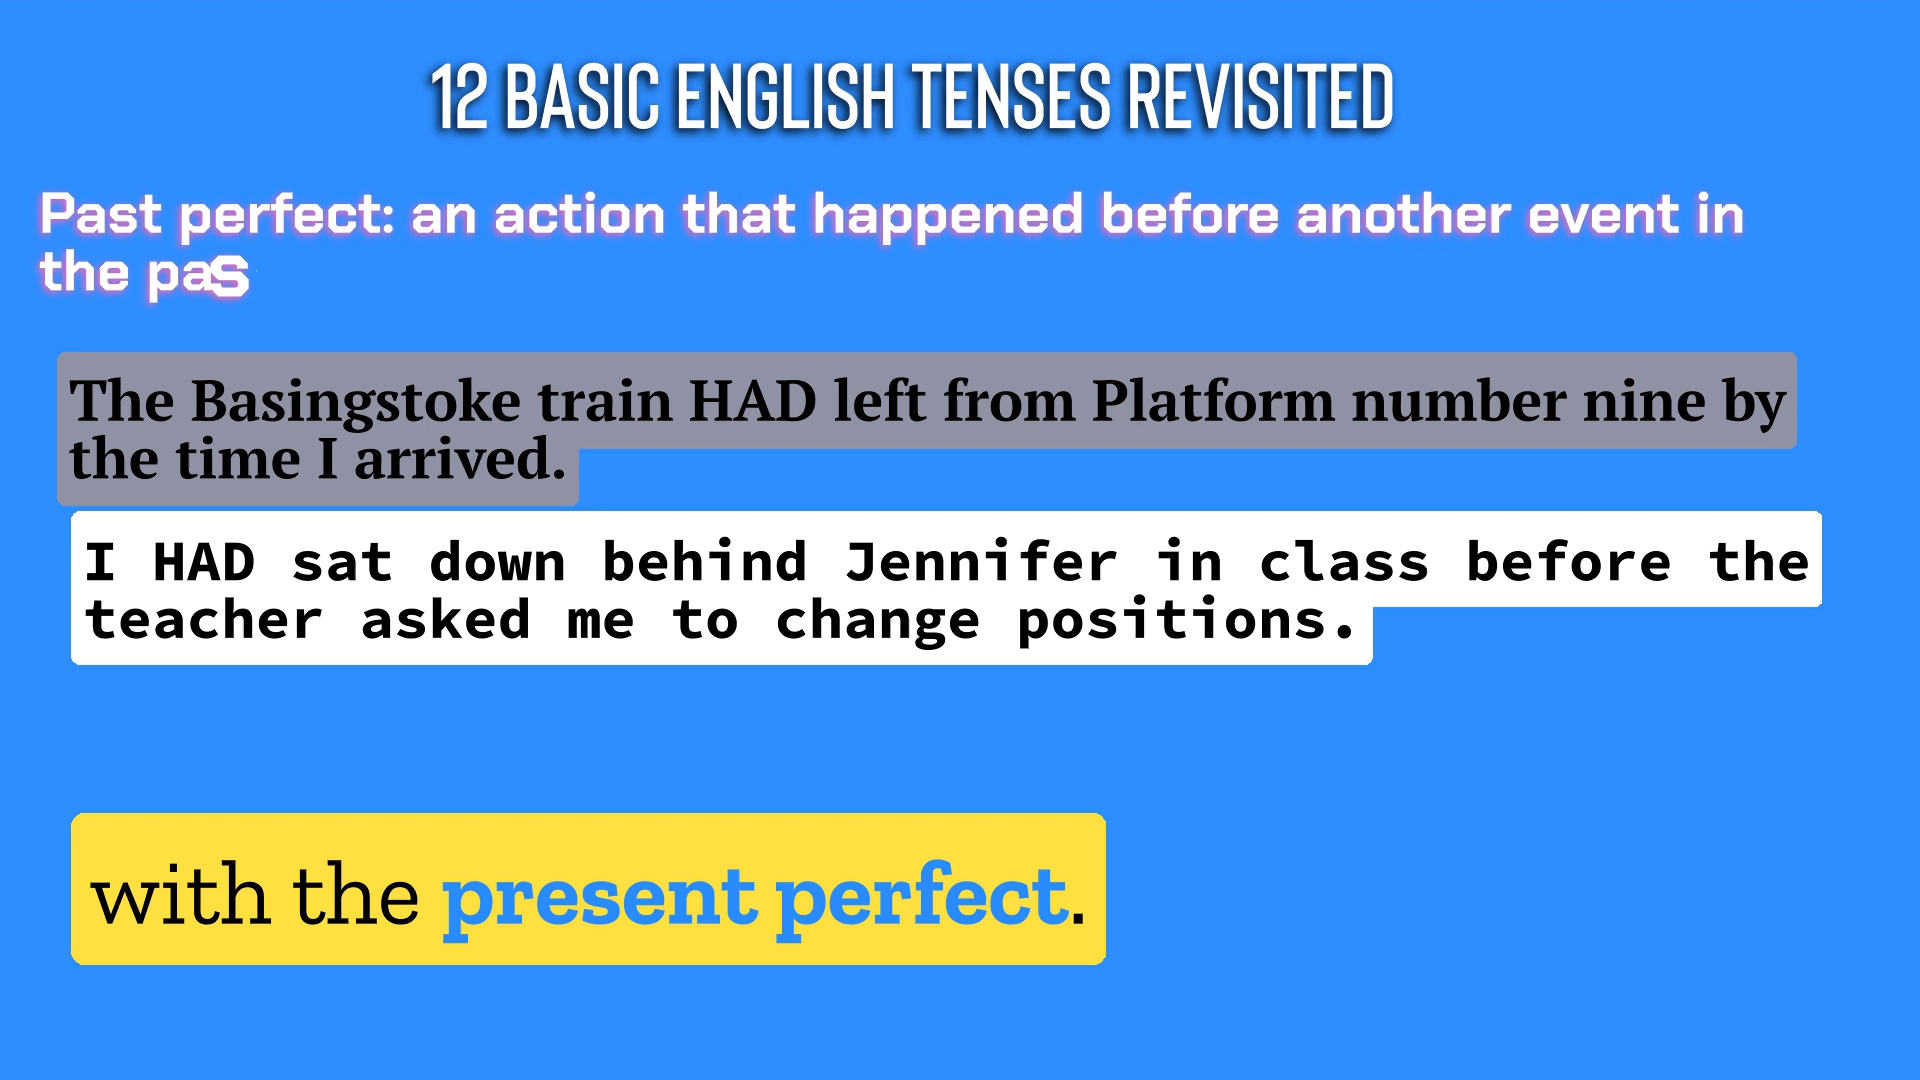 12 BASIC ENGLISH TENSES REVISITED
Past perfect: an action that happened before another event in
the pas
The Basingstoke train HAD left from Platform number nine by
the time I arrived.
I HAD sat down behind Jennifer in class before the
teacher asked me to change positions.
with the present perfect.